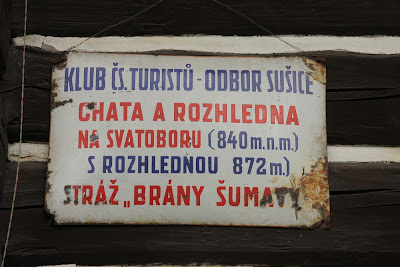 KLUB ČS. TURISTŮ - ODBOR SUŠICE
CHATA A ROZHLEDNA
NA SVATOBORU (840 m.n.m.)
S ROZHLEDNOU 872 m.)
STRÁŽ „BRÁNY ŠUMAVY"